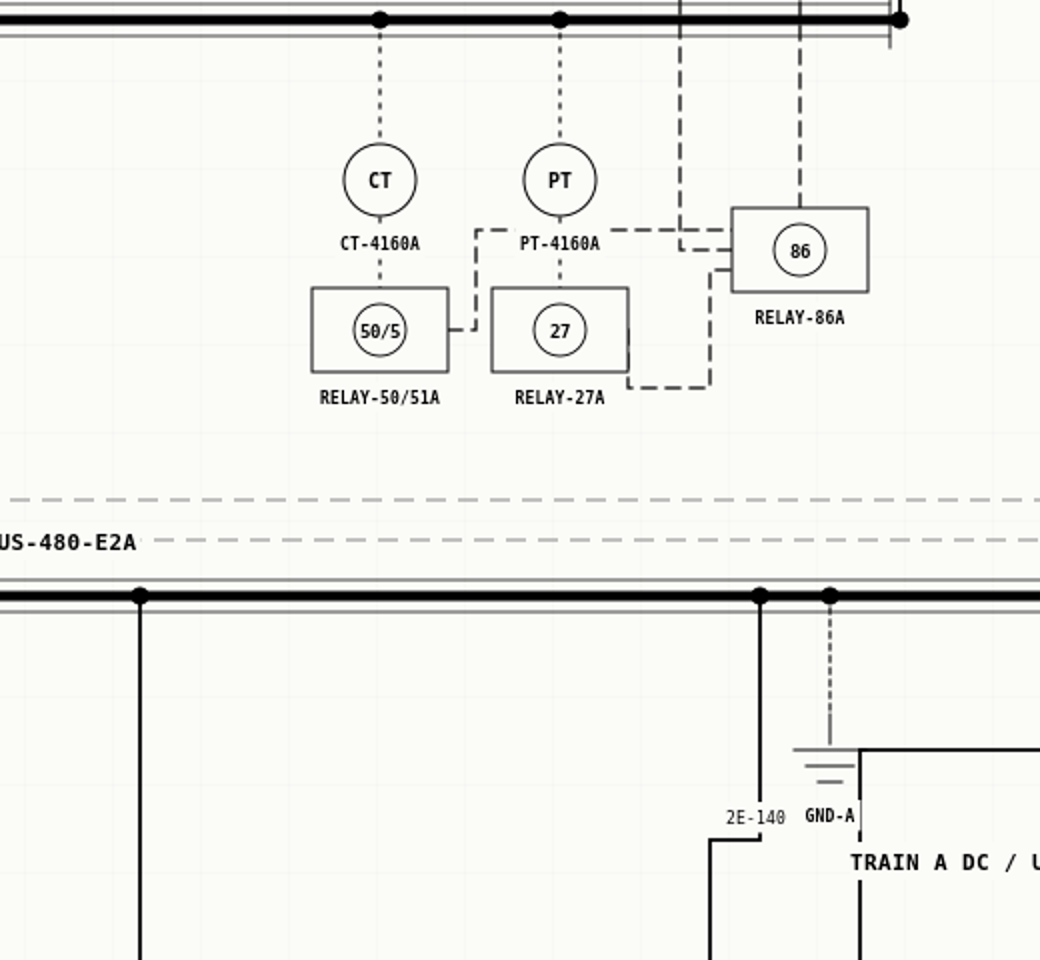 CT
PT
CT-4160A
PT-4160A
86
RELAY-86A
50/5
27
RELAY-50/51A
RELAY-27A
US-480-E2A
2E-140
GND-A
TRAIN A DC / U